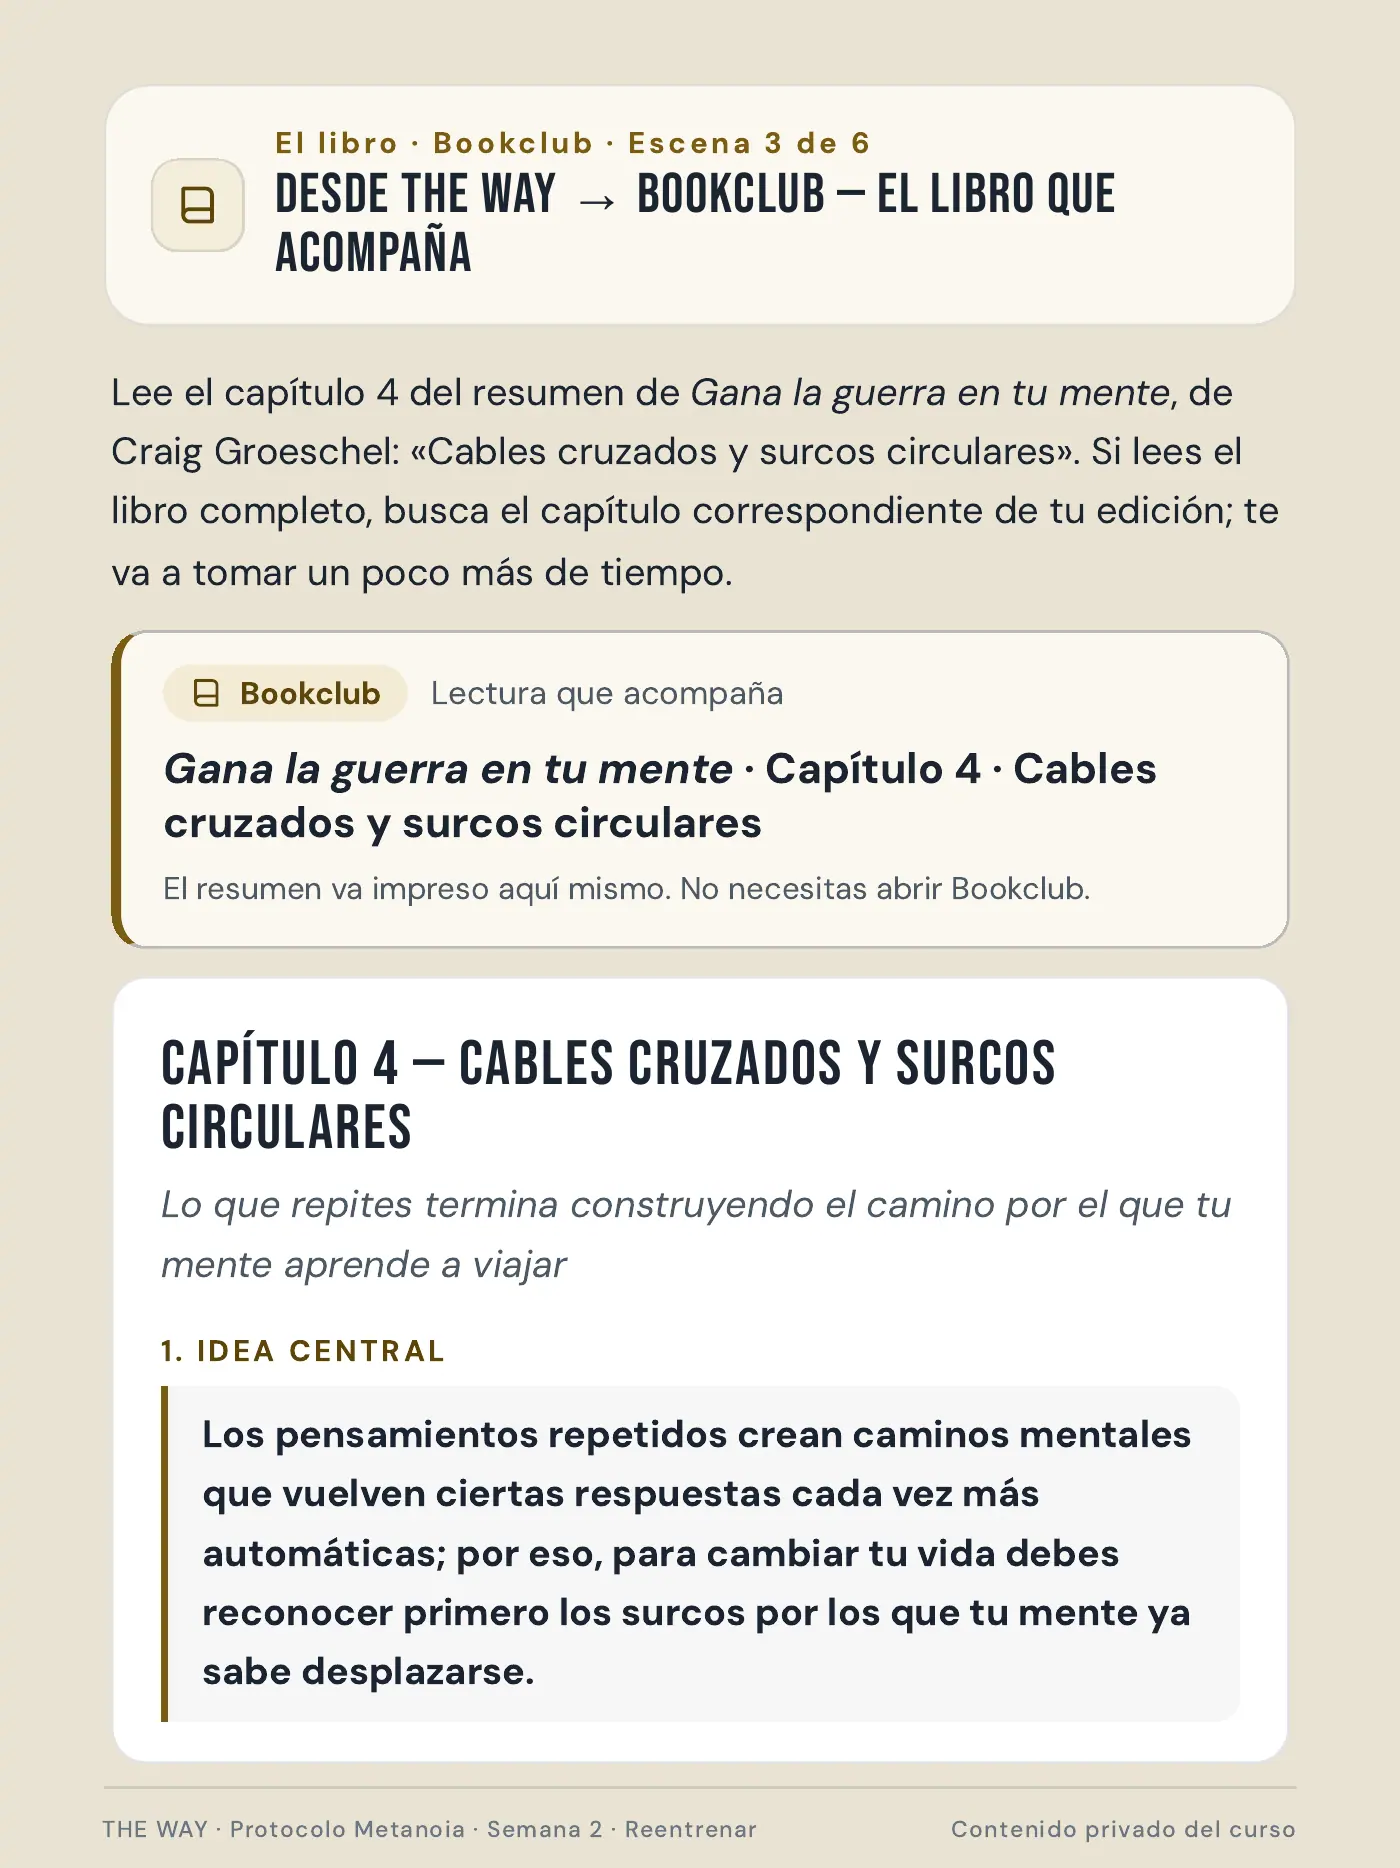 El libro · Bookclub · Escena 3 de 6
DESDE THE WAY → BOOKCLUB — EL LIBRO QUE
ACOMPAÑA
Lee el capítulo 4 del resumen de Gana la guerra en tu mente, de
Craig Groeschel: «Cables cruzados y surcos circulares». Si lees el
libro completo, busca el capítulo correspondiente de tu edición; te
va a tomar un poco más de tiempo.
Bookclub Lectura que acompaña
Gana la guerra en tu mente · Capítulo 4 · Cables
cruzados y surcos circulares
El resumen va impreso aquí mismo. No necesitas abrir Bookclub.
CAPÍTULO 4 — CABLES CRUZADOS Y SURCOS
CIRCULARES
Lo que repites termina construyendo el camino por el que tu
mente aprende a viajar
1. IDEA CENTRAL
Los pensamientos repetidos crean caminos mentales
que vuelven ciertas respuestas cada vez más
automáticas; por eso, para cambiar tu vida debes
reconocer primero los surcos por los que tu mente ya
sabe desplazarse.
THE WAY · Protocolo Metanoia · Semana 2 · Reentrenar
Contenido privado del curso